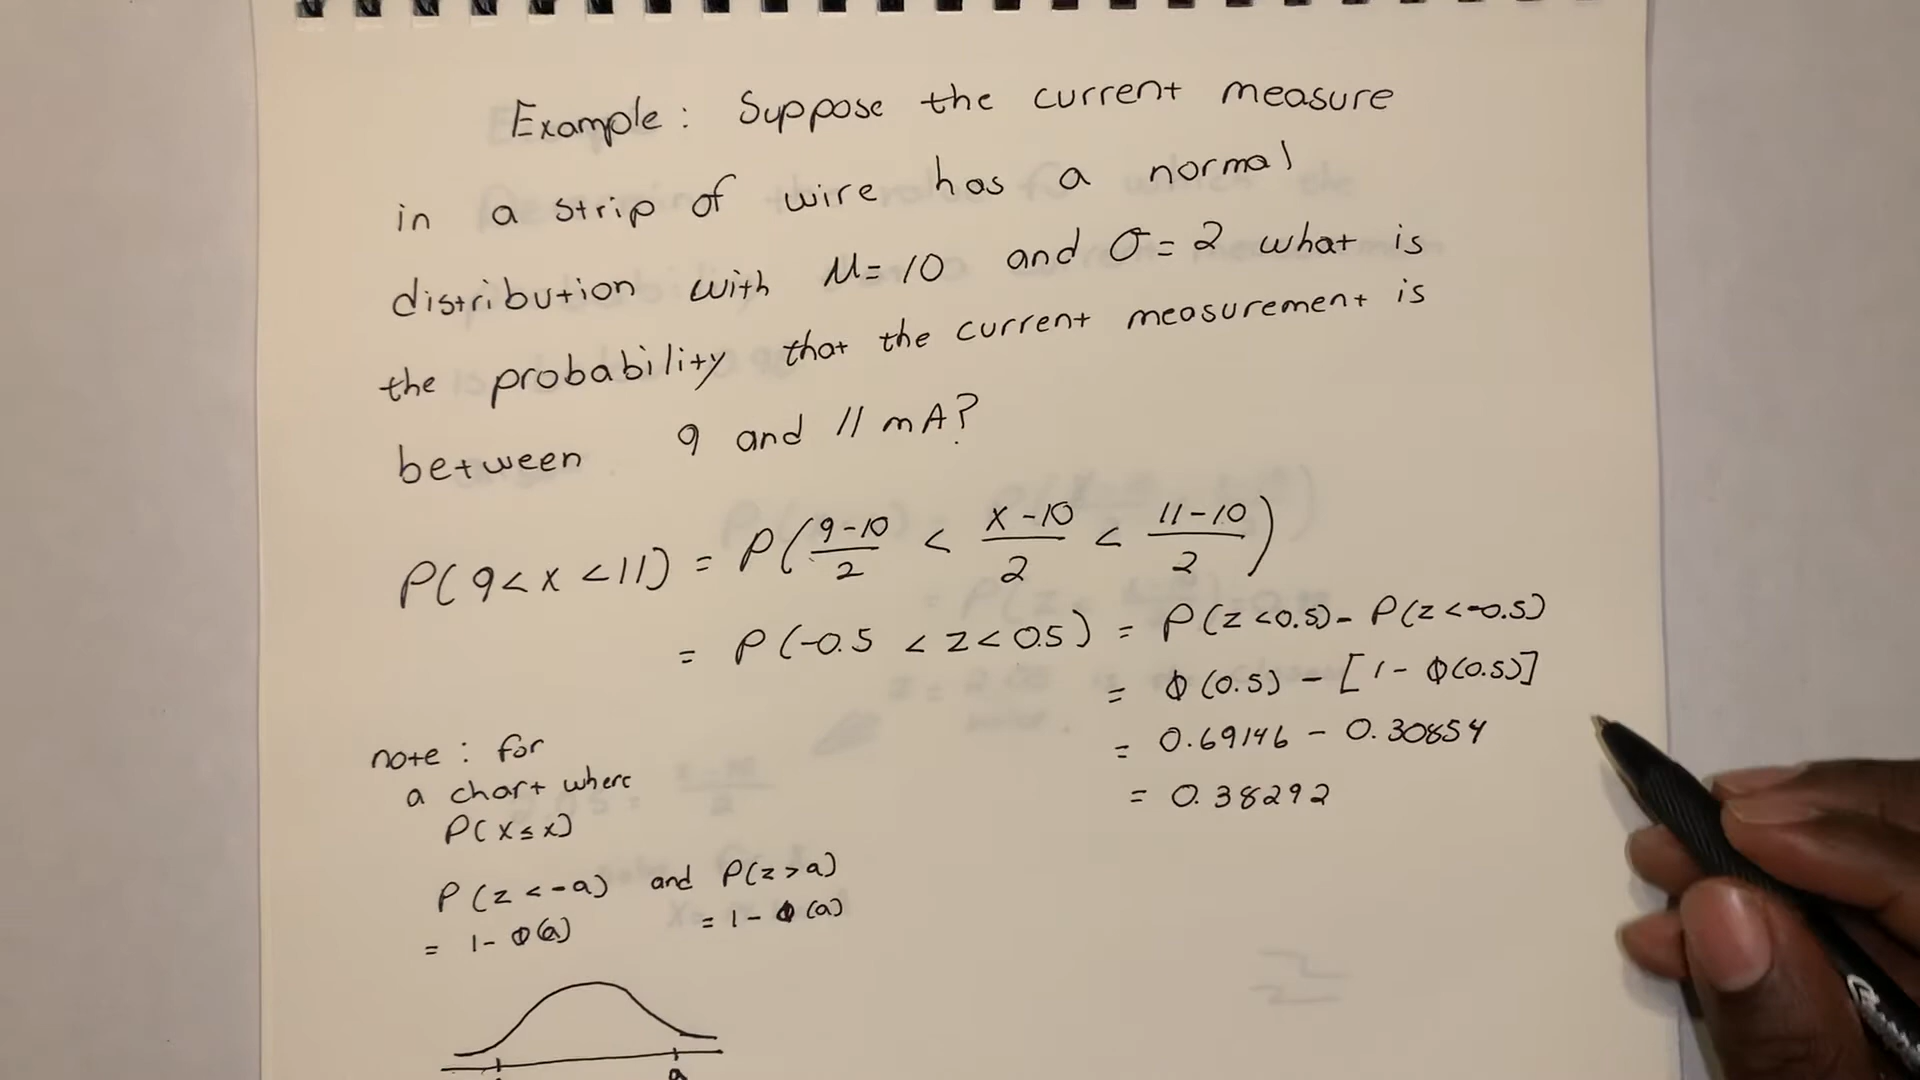 Example: Suppose the current measure
in a strip of wire has a normal
distribution with μ=10 and σ=2 what is
the probability that the current measurement is
between 9 and 11 mA?
P(9<x<11) = P(9-10/2 < x-10/2 < 11-10/2)
= P(-0.5 < z < 0.5) = P(z<0.5) - P(z<-0.5)
= Φ(0.5) - [1-Φ(0.5)]
= 0.69146 - 0.30854
= 0.38292
note: for
a chart where
P(X≤x)
P(z<-a) and P(z>a)
= 1-Φ(a) = 1-Φ(a)
a